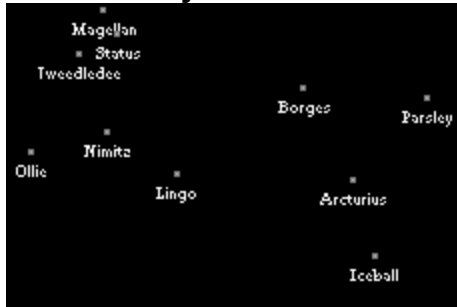 Magellan
Status
Tweedledee
Borges
Parsley
Nimitz
Ollie
Lingo
Arcturius
Iceball